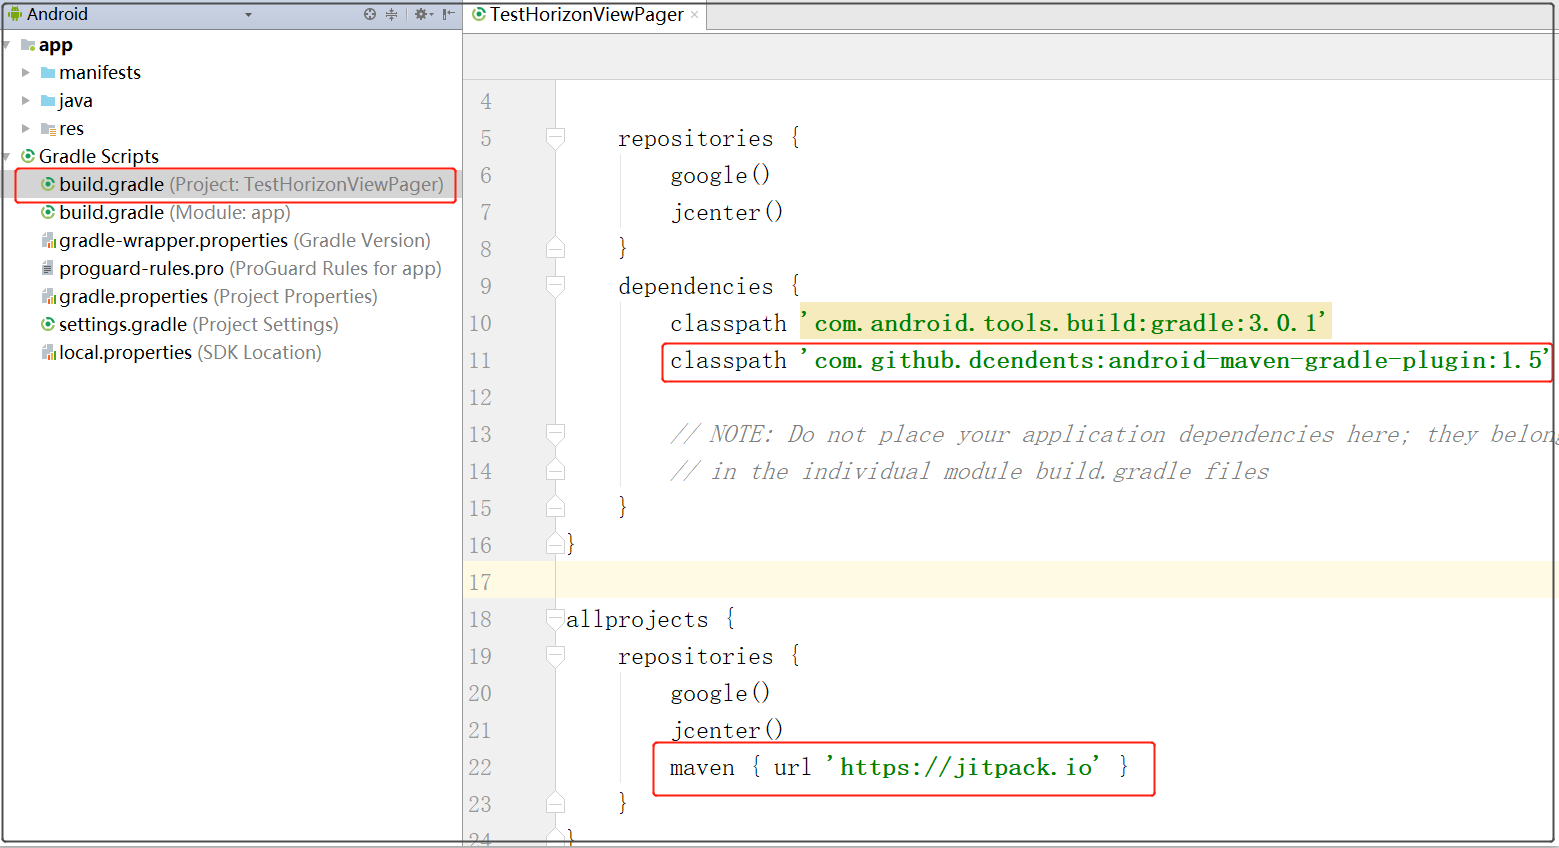 Android
app
manifests
java
res
Gradle Scripts
build.gradle (Project: TestHorizonViewPager)
build.gradle (Module: app)
gradle-wrapper.properties (Gradle Version)
proguard-rules.pro (ProGuard Rules for app)
gradle.properties (Project Properties)
settings.gradle (Project Settings)
local.properties (SDK Location)
TestHorizonViewPager
4
5 repositories {
6 google()
7 jcenter()
8 }
9 dependencies {
10 classpath 'com.android.tools.build:gradle:3.0.1'
11 classpath 'com.github.dcendents:android-maven-gradle-plugin:1.5'
12
13 // NOTE: Do not place your application dependencies here; they belong
14 // in the individual module build.gradle files
15 }
16 }
17
18 allprojects {
19 repositories {
20 google()
21 jcenter()
22 maven { url 'https://jitpack.io' }
23 }
24 }